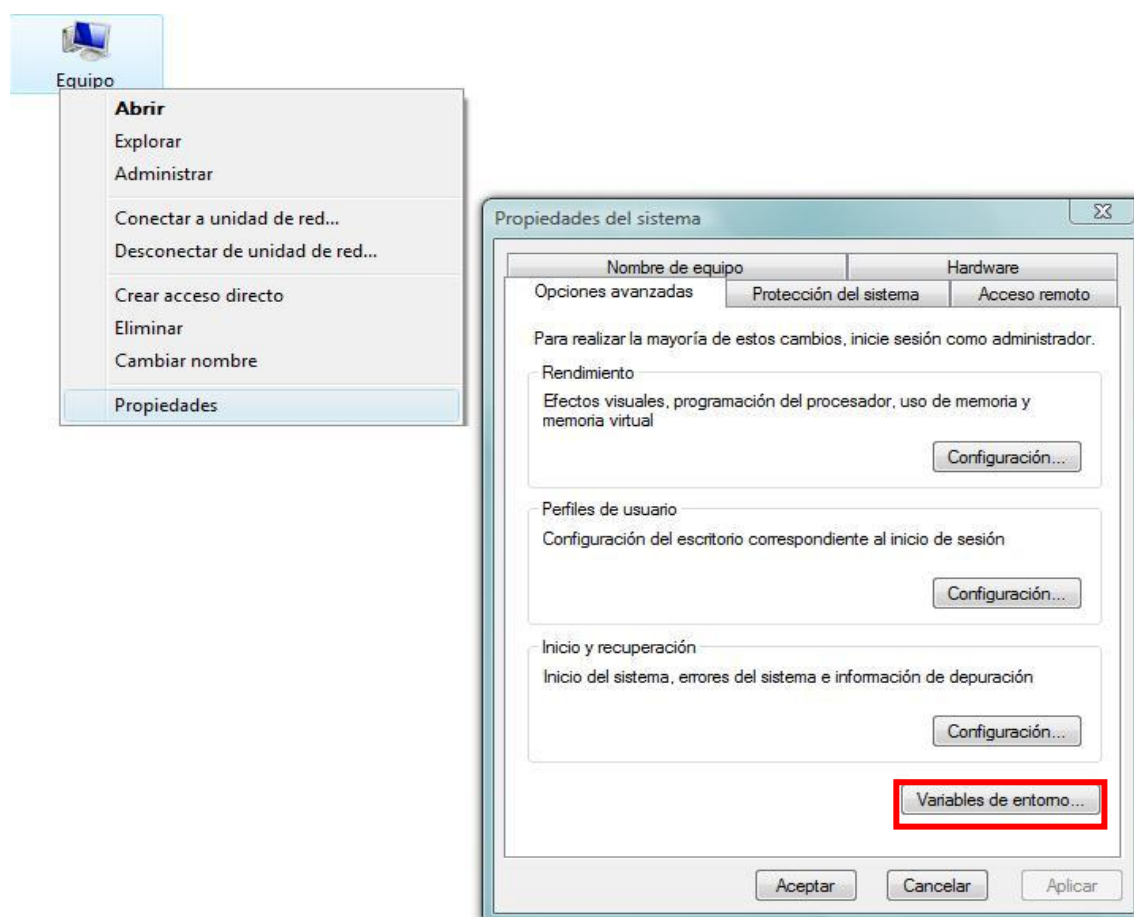 Equipo
Abrir
Explorar
Administrar
Conectar a unidad de red...
Desconectar de unidad de red...
Crear acceso directo
Eliminar
Cambiar nombre
Propiedades
Propiedades del sistema
Nombre de equipo
Hardware
Opciones avanzadas
Protección del sistema
Acceso remoto
Para realizar la mayoría de estos cambios, inicie sesión como administrador.
Rendimiento
Efectos visuales, programación del procesador, uso de memoria y
memoria virtual
Configuración...
Perfiles de usuario
Configuración del escritorio correspondiente al inicio de sesión
Configuración...
Inicio y recuperación
Inicio del sistema, errores del sistema e información de depuración
Configuración...
Variables de entorno...
Aceptar
Cancelar
Aplicar